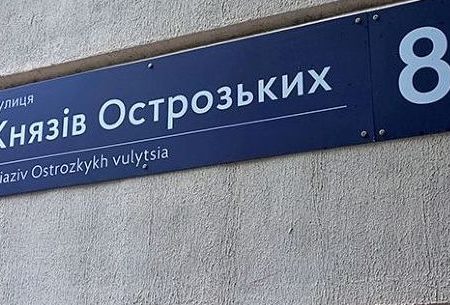 улиця
Князів Острозьких
iaziv Ostrozkykh vulytsia
8